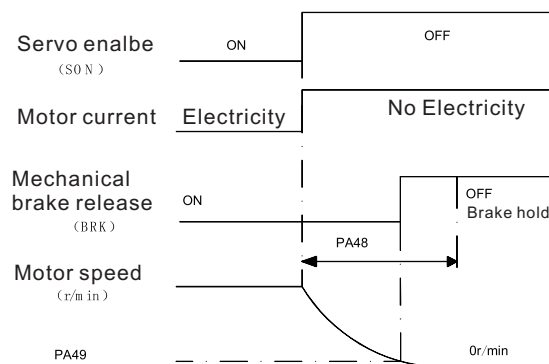 Servo enalbe
(SON)
ON
OFF
Motor current
Electricity
No Electricity
Mechanical
brake release
(BRK)
ON
OFF
Brake hold
PA48
Motor speed
(r/min)
PA49
0r/min